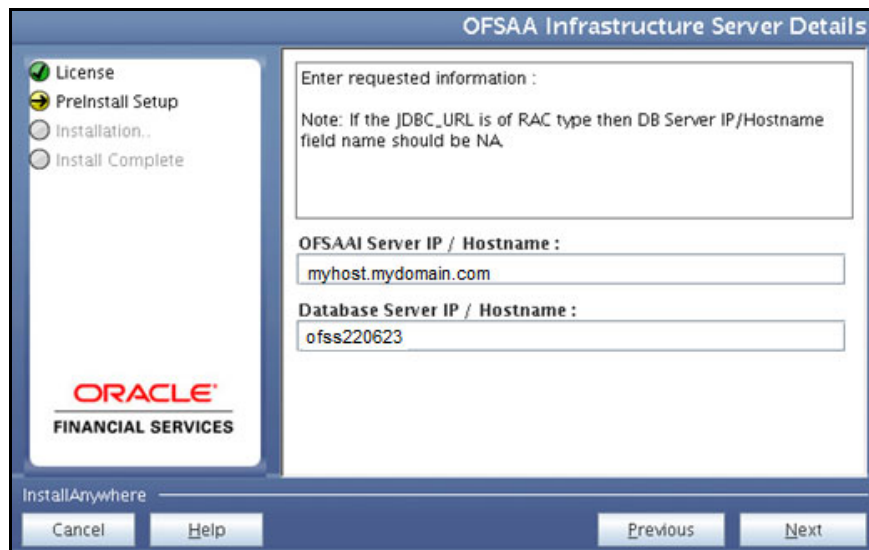 OFSAA Infrastructure Server Details
License
PreInstall Setup
Installation..
Install Complete
ORACLE®
FINANCIAL SERVICES
Enter requested information :
Note: If the JDBC_URL is of RAC type then DB Server IP/Hostname
field name should be NA.
OFSAAI Server IP / Hostname :
myhost.mydomain.com
Database Server IP / Hostname :
ofss220623
InstallAnywhere
Cancel
Help
Previous
Next